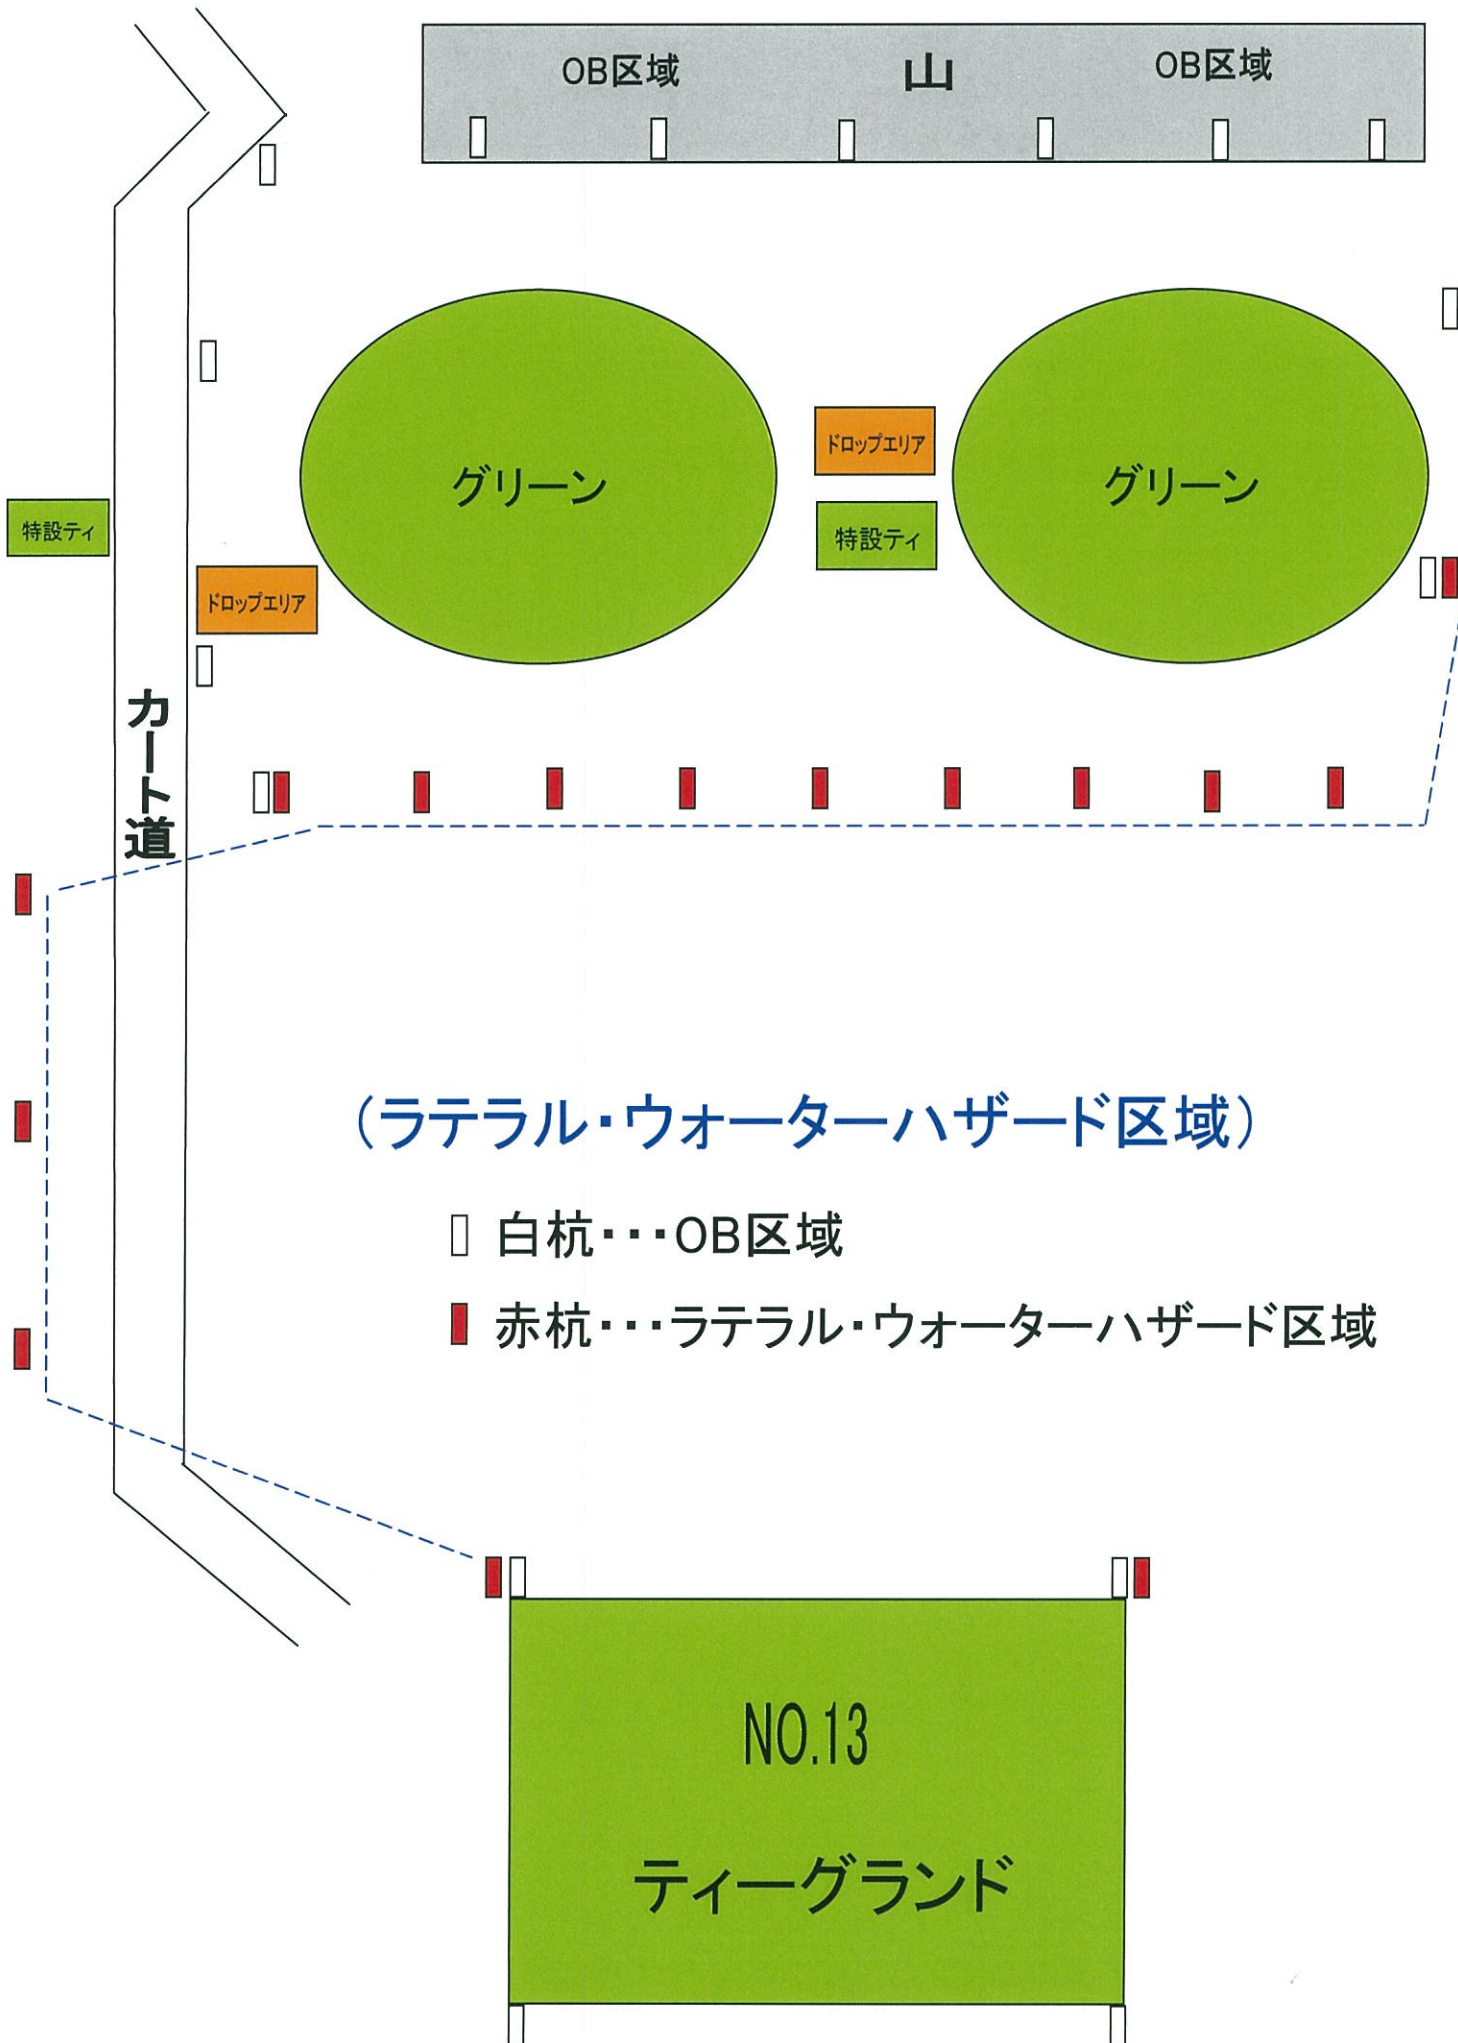 OB区域
山
OB区域
ドロップエリア
グリーン
グリーン
特設ティ
特設ティ
ドロップエリア
カート道
(ラテラル・ウォーターハザード区域)
白杭・・・OB区域
赤杭・・・ラテラル・ウォーターハザード区域
NO.13
ティーグランド